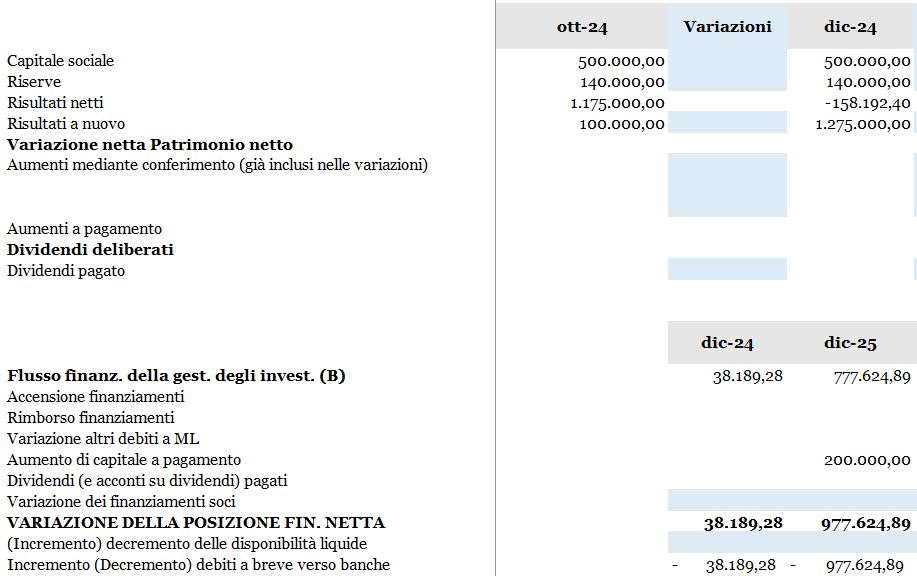 ott-24 Variazioni dic-24
Capitale sociale 500.000,00 500.000,00
Riserve 140.000,00 140.000,00
Risultati netti 1.175.000,00 -158.192,40
Risultati a nuovo 100.000,00 1.275.000,00
Variazione netta Patrimonio netto
Aumenti mediante conferimento (già inclusi nelle variazioni)
Aumenti a pagamento
Dividendi deliberati
Dividendi pagato
dic-24 dic-25
Flusso finanz. della gest. degli invest. (B) 38.189,28 777.624,89
Accensione finanziamenti
Rimborso finanziamenti
Variazione altri debiti a ML
Aumento di capitale a pagamento 200.000,00
Dividendi (e acconti su dividendi) pagati
Variazione dei finanziamenti soci
VARIAZIONE DELLA POSIZIONE FIN. NETTA 38.189,28 977.624,89
(Incremento) decremento delle disponibilità liquide
Incremento (Decremento) debiti a breve verso banche - 38.189,28 - 977.624,89